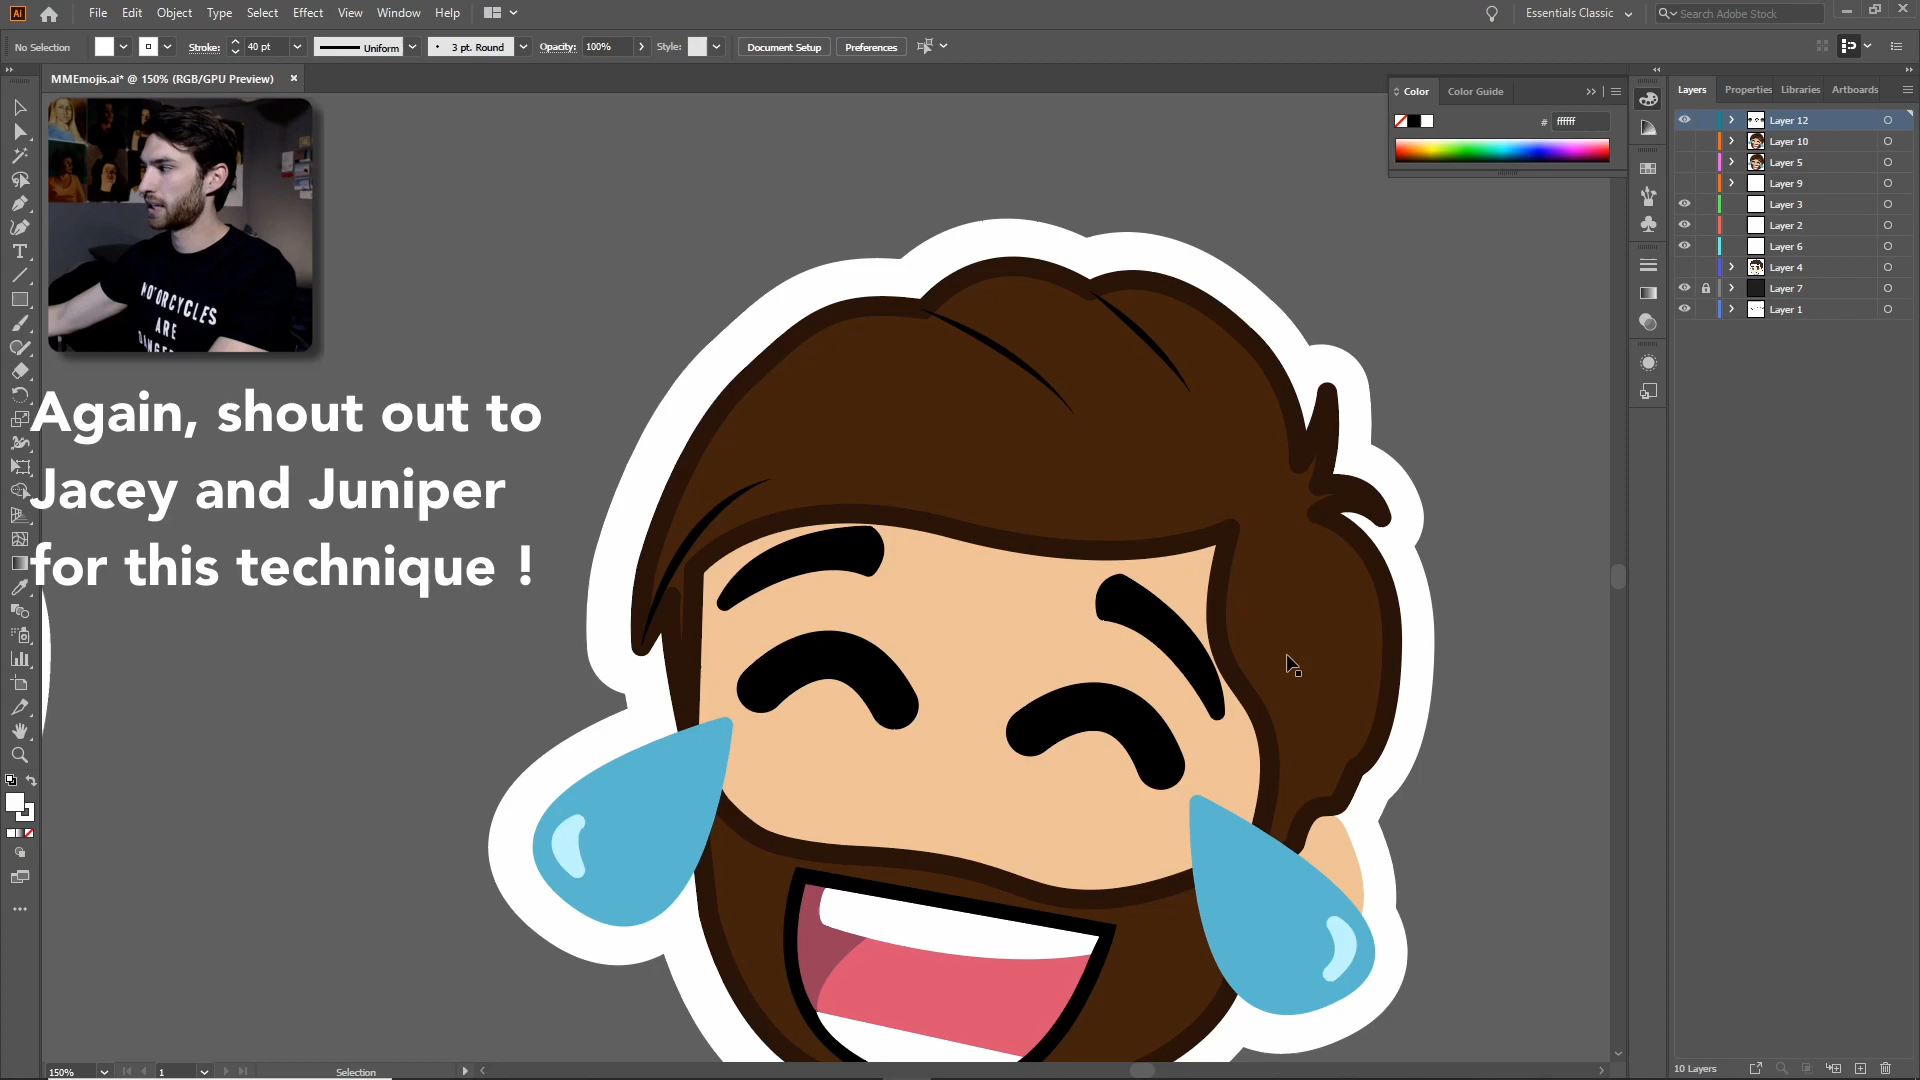 Ai File Edit Object Type Select Effect View Window Help Essentials Classic Search Adobe Stock
No Selection Stroke: 40 pt Uniform 3 pt. Round Opacity: 100% Style: Document Setup Preferences
MMEmojis.ai* @ 150% (RGB/GPU Preview)
Color Color Guide
# ffffff
Layers Properties Libraries Artboards
Layer 12
Layer 10
Layer 5
Layer 9
Layer 3
Layer 2
Layer 6
Layer 4
Layer 7
Layer 1
MOTORCYCLES
ARE
Again, shout out to
Jacey and Juniper
for this technique !
150% 1 Selection
10 Layers